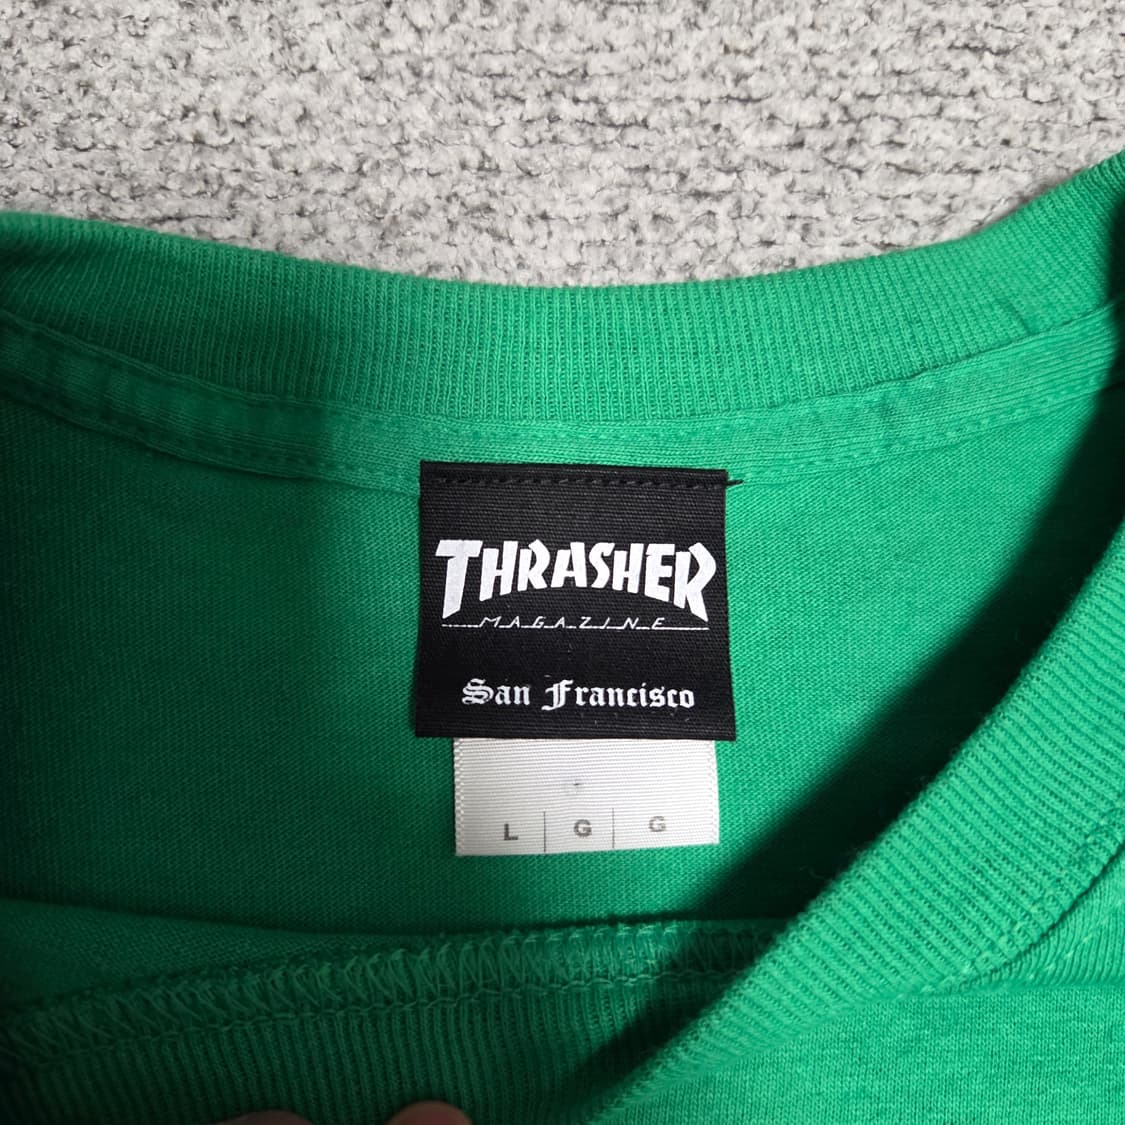 THRASHER
MAGAZINE
San Francisco
L G G